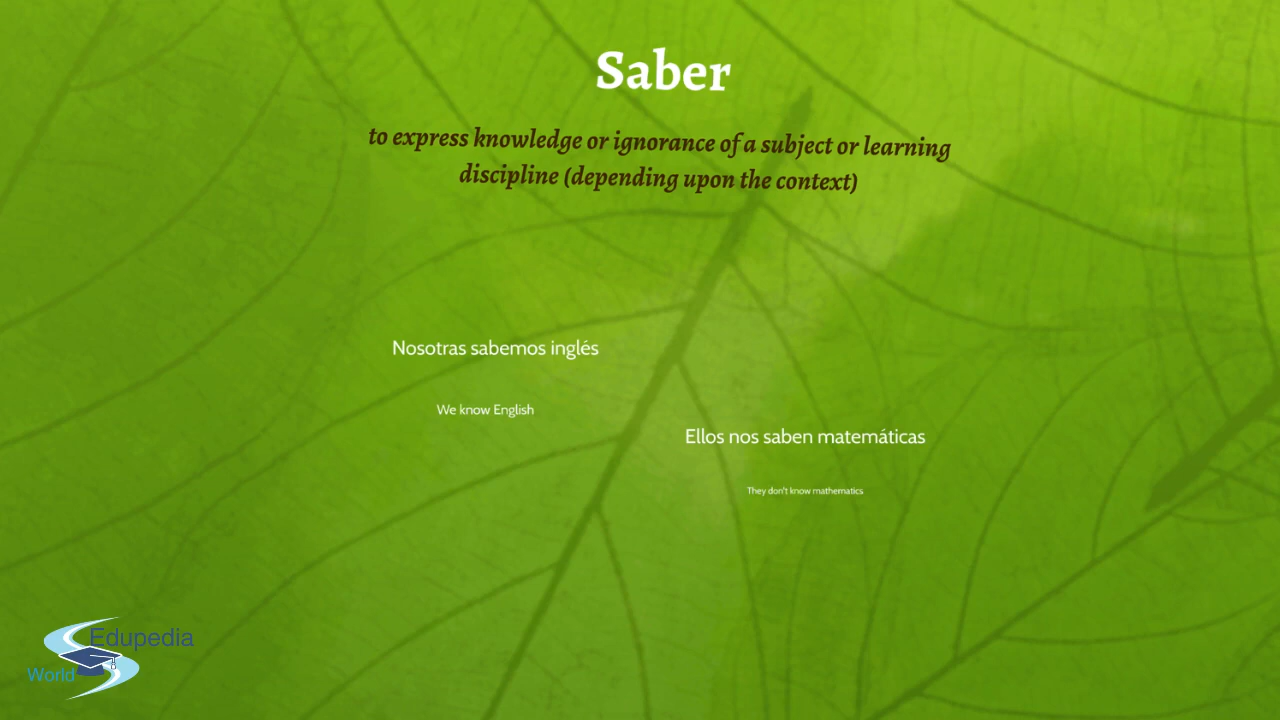 Saber
to express knowledge or ignorance of a subject or learning
discipline (depending upon the context)
Nosotras sabemos inglés
We know English
Ellos nos saben matemáticas
They don't know mathematics
Edupedia
World